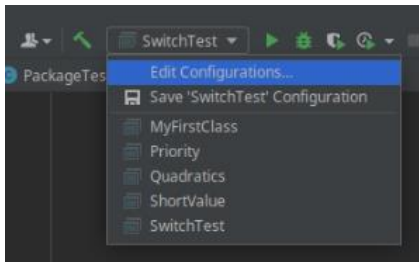 SwitchTest
PackageTes
Edit Configurations...
Save 'SwitchTest' Configuration
MyFirstClass
Priority
Quadratics
ShortValue
SwitchTest